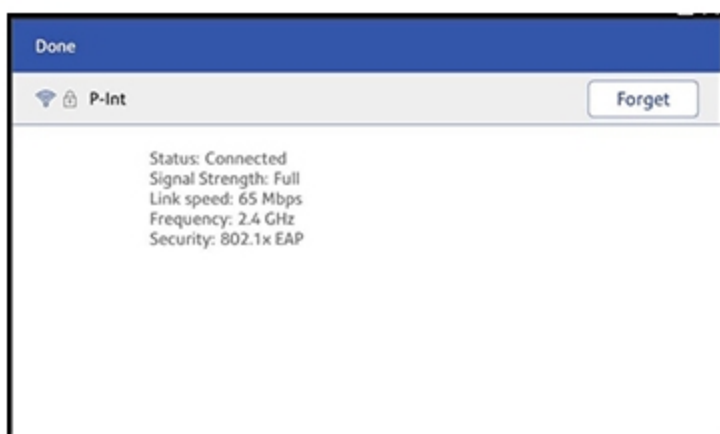 Done
P-Int
Forget
Status: Connected
Signal Strength: Full
Link speed: 65 Mbps
Frequency: 2.4 GHz
Security: 802.1x EAP